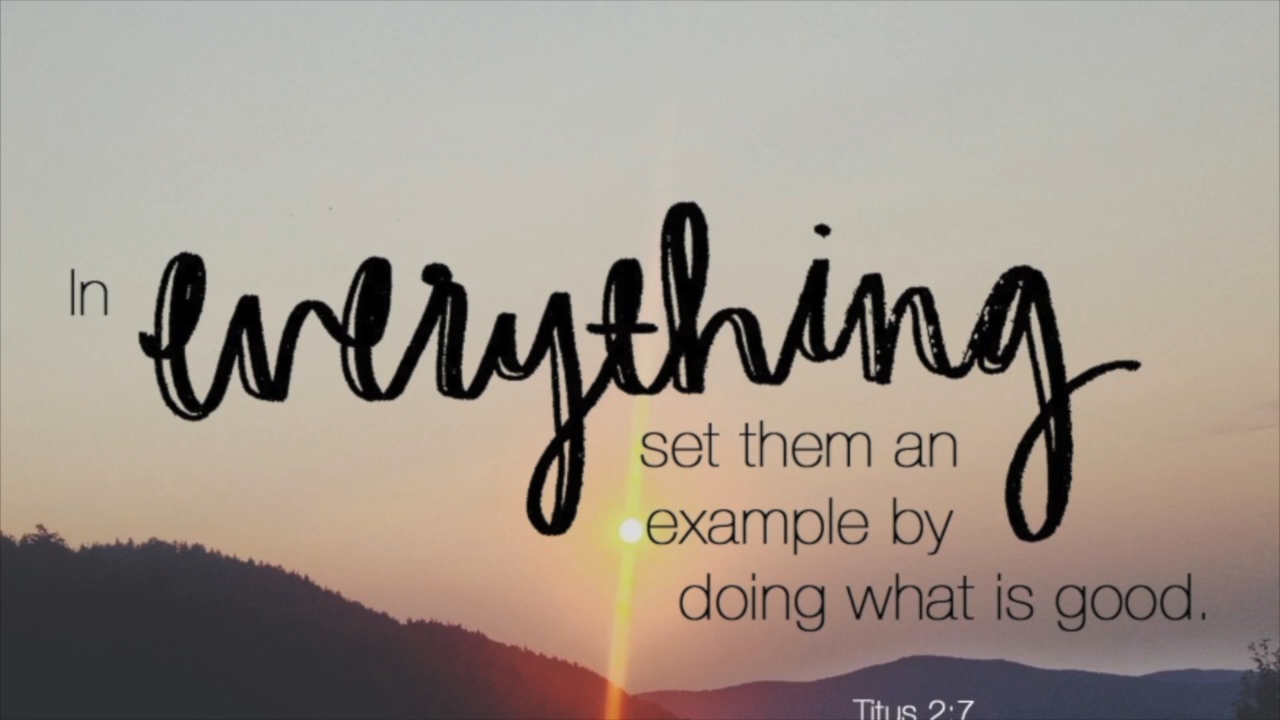 In everything
set them an
example by
doing what is good.
Titus 2:7